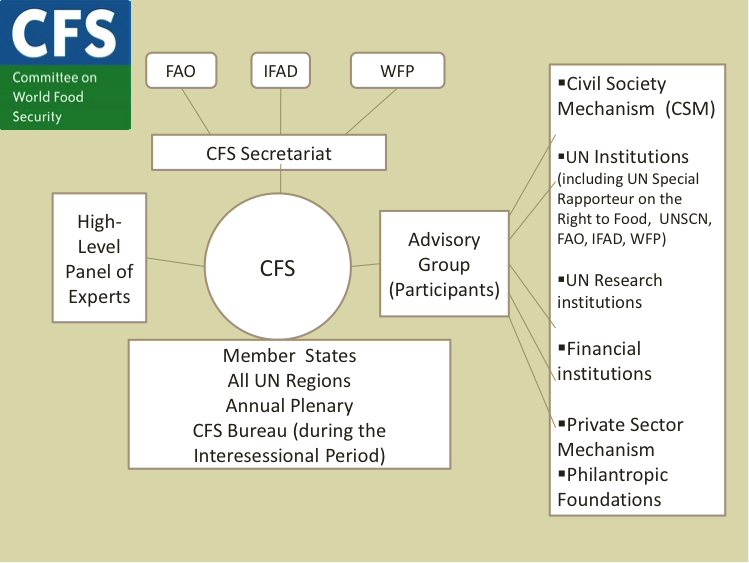 CFS
Committee on
World Food
Security
FAO
IFAD
WFP
CFS Secretariat
High-
Level
Panel of
Experts
CFS
Advisory
Group
(Participants)
Member States
All UN Regions
Annual Plenary
CFS Bureau (during the
Interesessional Period)
▪Civil Society
Mechanism (CSM)
▪UN Institutions
(including UN Special
Rapporteur on the
Right to Food, UNSCN,
FAO, IFAD, WFP)
▪UN Research
institutions
▪Financial
institutions
▪Private Sector
Mechanism
▪Philantropic
Foundations